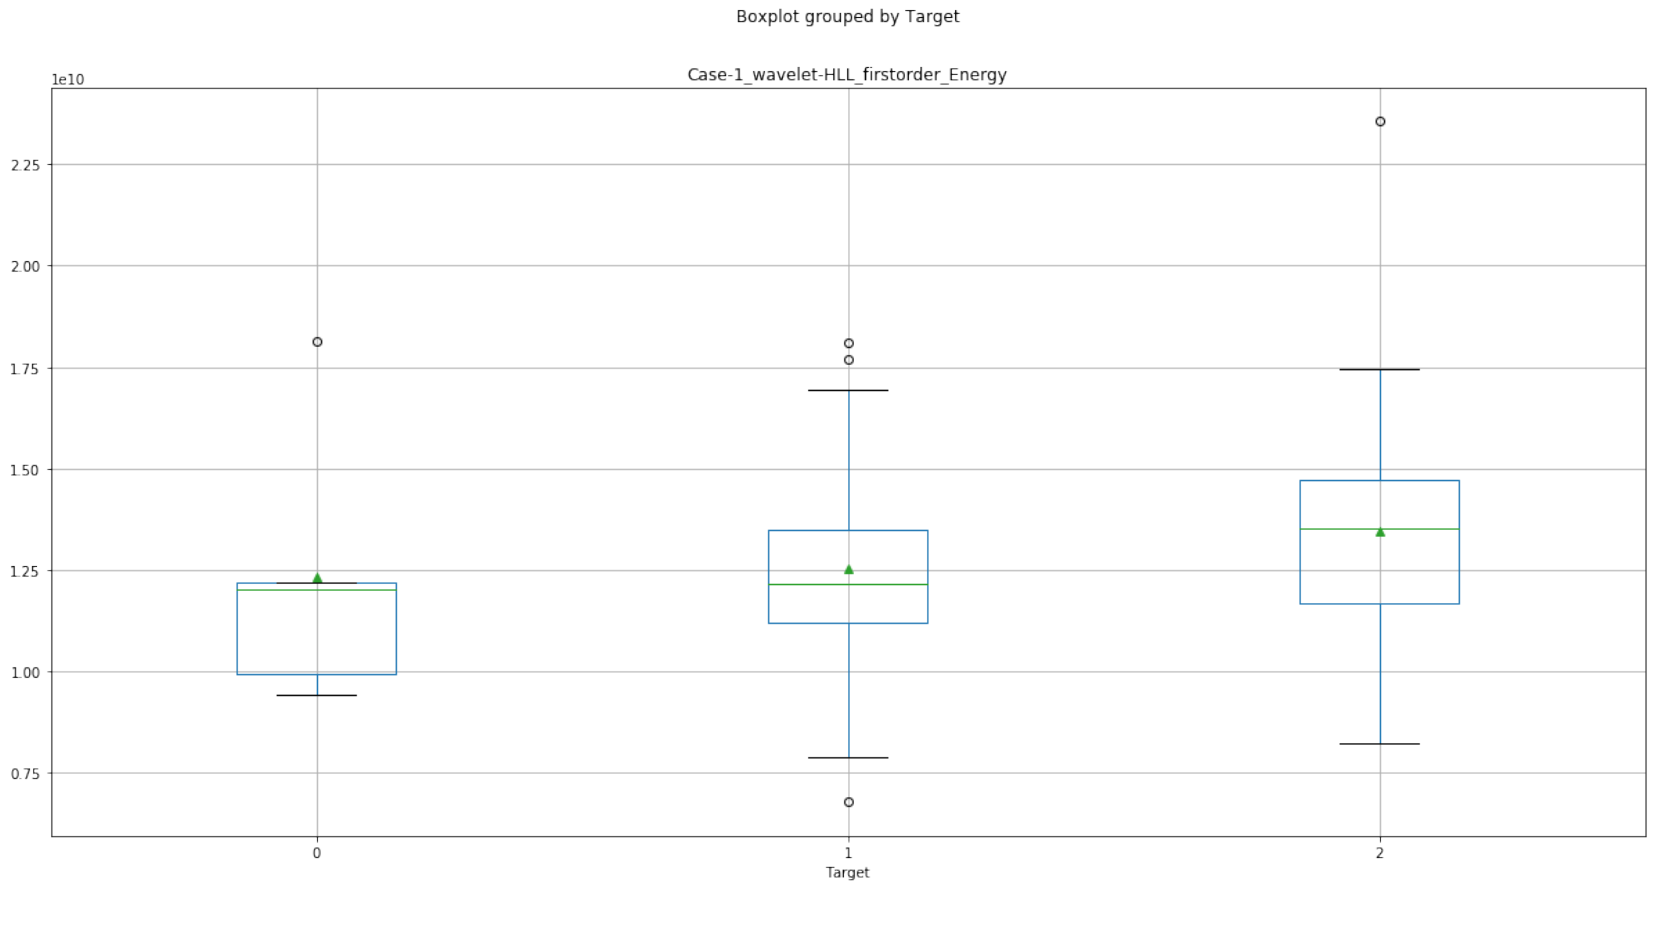 Boxplot grouped by Target
Case-1_wavelet-HLL_firstorder_Energy
1e10
2.25
2.00
1.75
1.50
1.25
1.00
0.75
0 1 2
Target